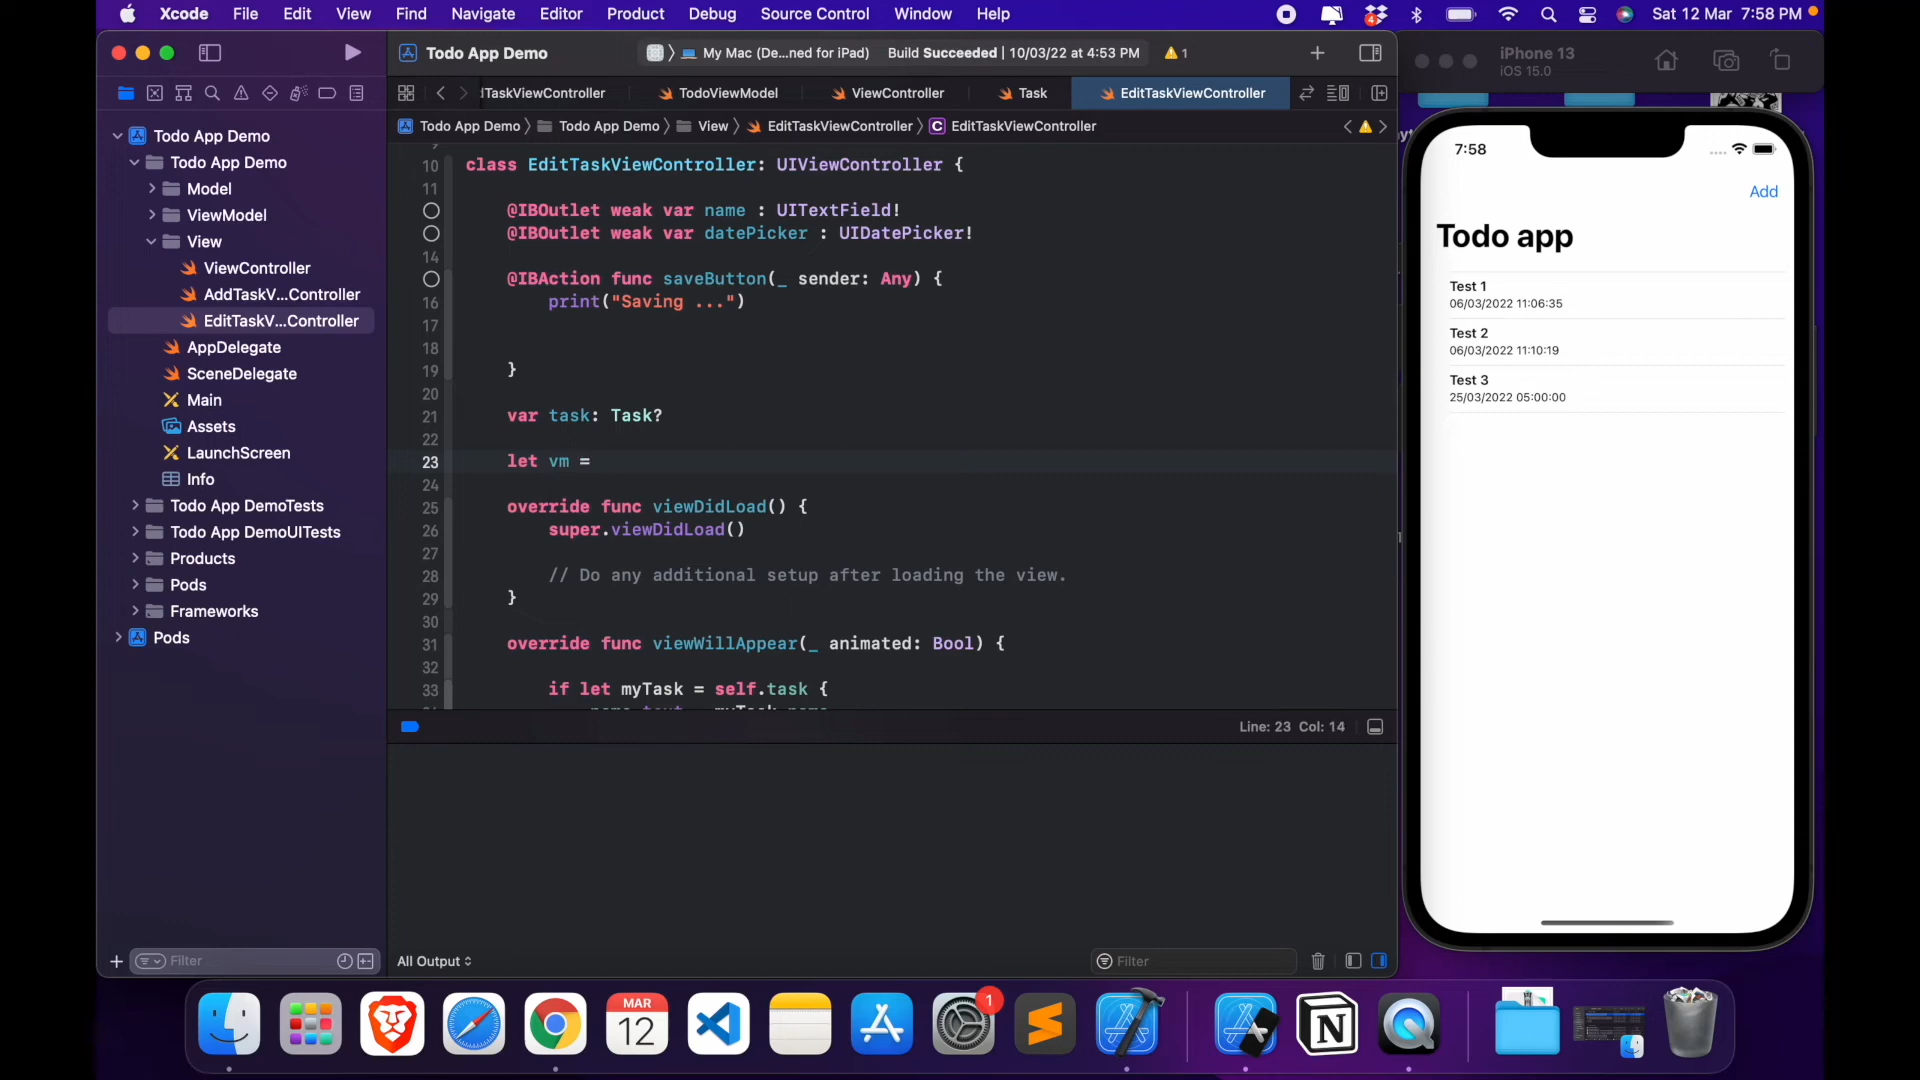 Xcode File Edit View Find Navigate Editor Product Debug Source Control Window Help 4 Sat 12 Mar 7:58 PM
Todo App Demo My Mac (De...ned for iPad) Build Succeeded | 10/03/22 at 4:53 PM 1
TaskViewController TodoViewModel ViewController Task EditTaskViewController
Todo App Demo Todo App Demo View EditTaskViewController C EditTaskViewController
Todo App Demo
Todo App Demo
Model
ViewModel
View
ViewController
AddTaskV...Controller
EditTaskV...Controller
AppDelegate
SceneDelegate
Main
Assets
LaunchScreen
Info
Todo App DemoTests
Todo App DemoUITests
Products
Pods
Frameworks
Pods
Filter
10 class EditTaskViewController: UIViewController {
11
@IBOutlet weak var name : UITextField!
@IBOutlet weak var datePicker : UIDatePicker!
14
@IBAction func saveButton(_ sender: Any) {
16 print("Saving ...")
17
18
19 }
20
21 var task: Task?
22
23 let vm =
24
25 override func viewDidLoad() {
26 super.viewDidLoad()
27
28 // Do any additional setup after loading the view.
29 }
30
31 override func viewWillAppear(_ animated: Bool) {
32
33 if let myTask = self.task {
Line: 23 Col: 14
All Output
Filter
iPhone 13
iOS 15.0
7:58
Add
Todo app
Test 1
06/03/2022 11:06:35
Test 2
06/03/2022 11:10:19
Test 3
25/03/2022 05:00:00
MAR
12
1
N